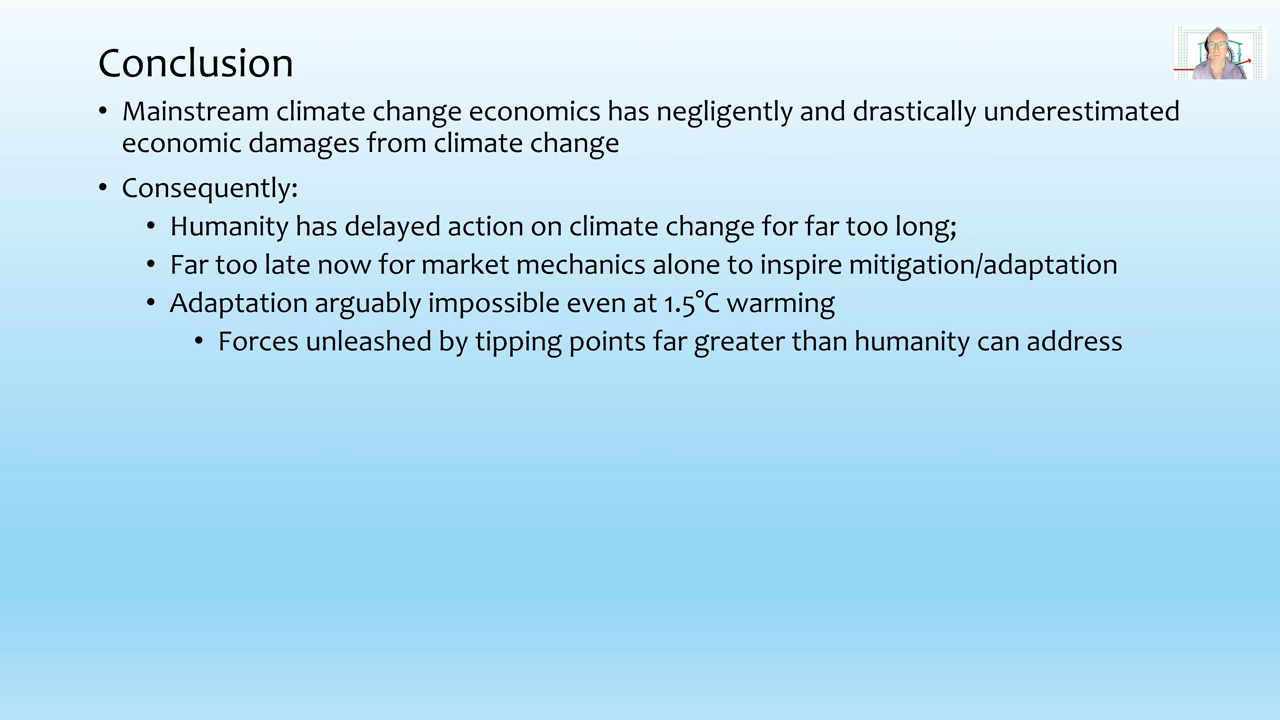 Conclusion
• Mainstream climate change economics has negligently and drastically underestimated
economic damages from climate change
• Consequently:
• Humanity has delayed action on climate change for far too long;
• Far too late now for market mechanics alone to inspire mitigation/adaptation
• Adaptation arguably impossible even at 1.5°C warming
• Forces unleashed by tipping points far greater than humanity can address